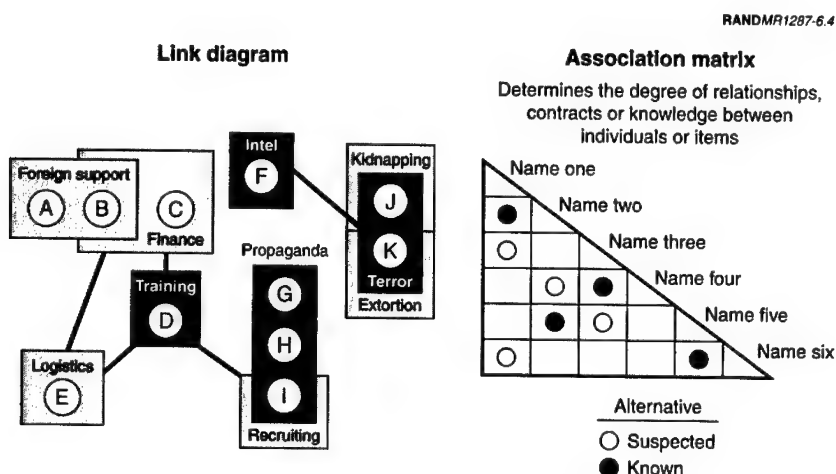 RANDMR1287-6.4
Link diagram
Intel
F
Foreign support
A B
C
Finance
Kidnapping
J
K
Terror
Extortion
Propaganda
G
H
I
Recruiting
Training
D
Logistics
E
Association matrix
Determines the degree of relationships,
contracts or knowledge between
individuals or items
Name one
Name two
Name three
Name four
Name five
Name six
Alternative
Suspected
Known